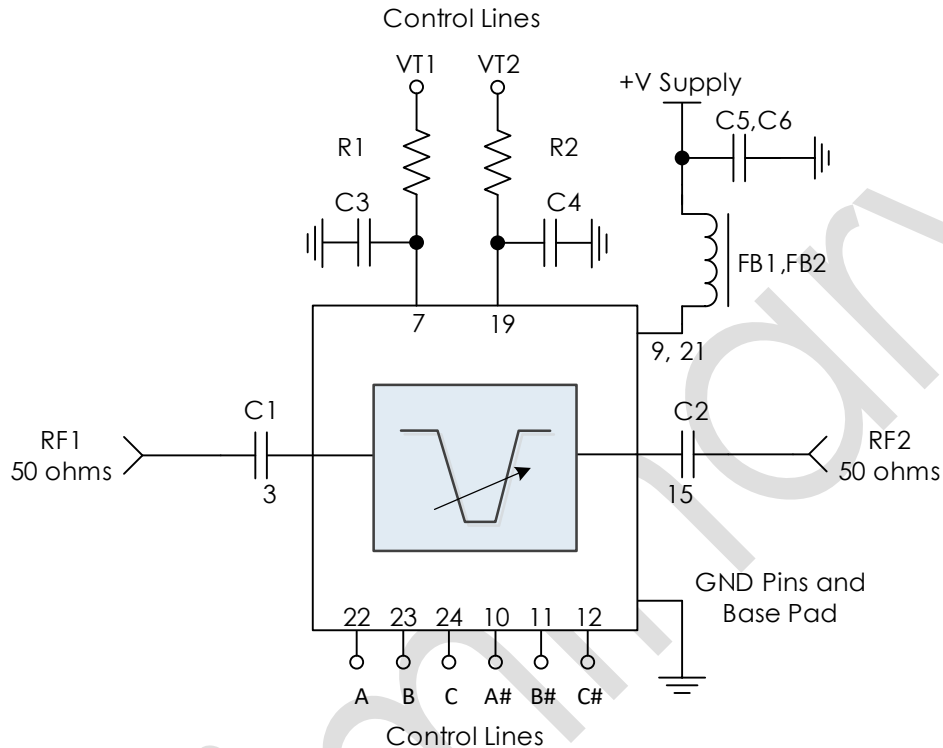 Control Lines
VT1 VT2
+V Supply
C5,C6
R1 R2
C3 C4
FB1,FB2
7 19
9, 21
C1 C2
RF1
50 ohms
RF2
50 ohms
3 15
GND Pins and
Base Pad
22 23 24 10 11 12
A B C A# B# C#
Control Lines